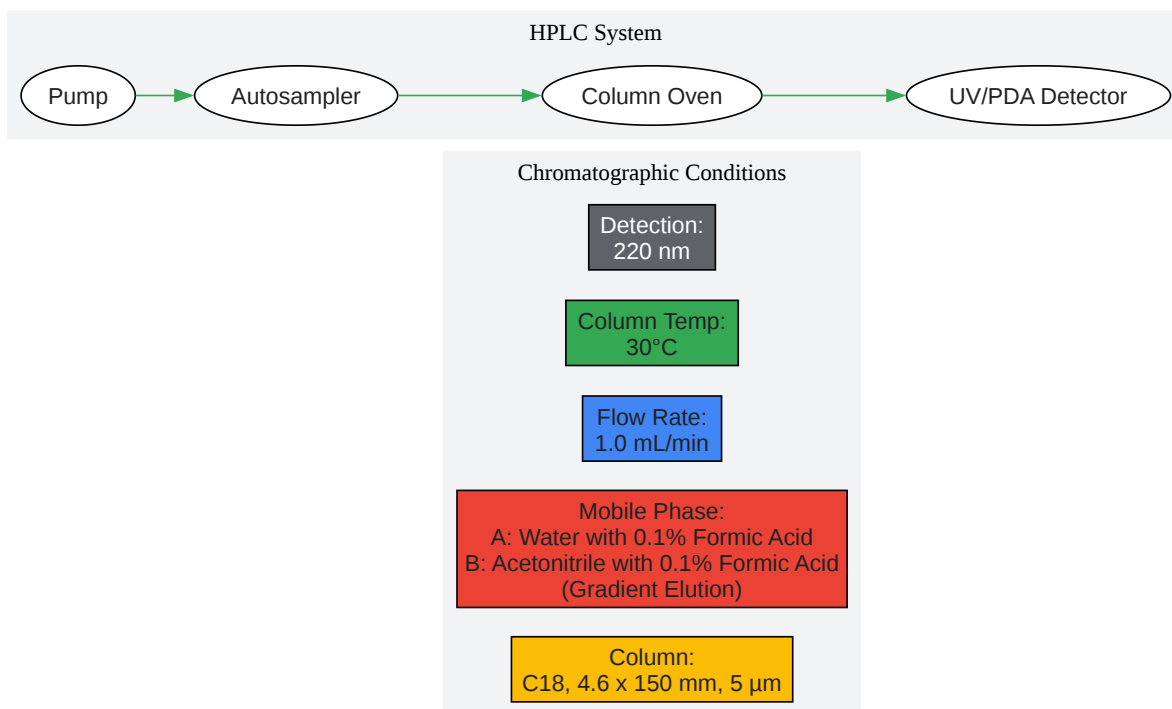 HPLC System
Pump
Autosampler
Column Oven
UV/PDA Detector
Chromatographic Conditions
Detection:
220 nm
Column Temp:
30°C
Flow Rate:
1.0 mL/min
Mobile Phase:
A: Water with 0.1% Formic Acid
B: Acetonitrile with 0.1% Formic Acid
(Gradient Elution)
Column:
C18, 4.6 x 150 mm, 5 µm